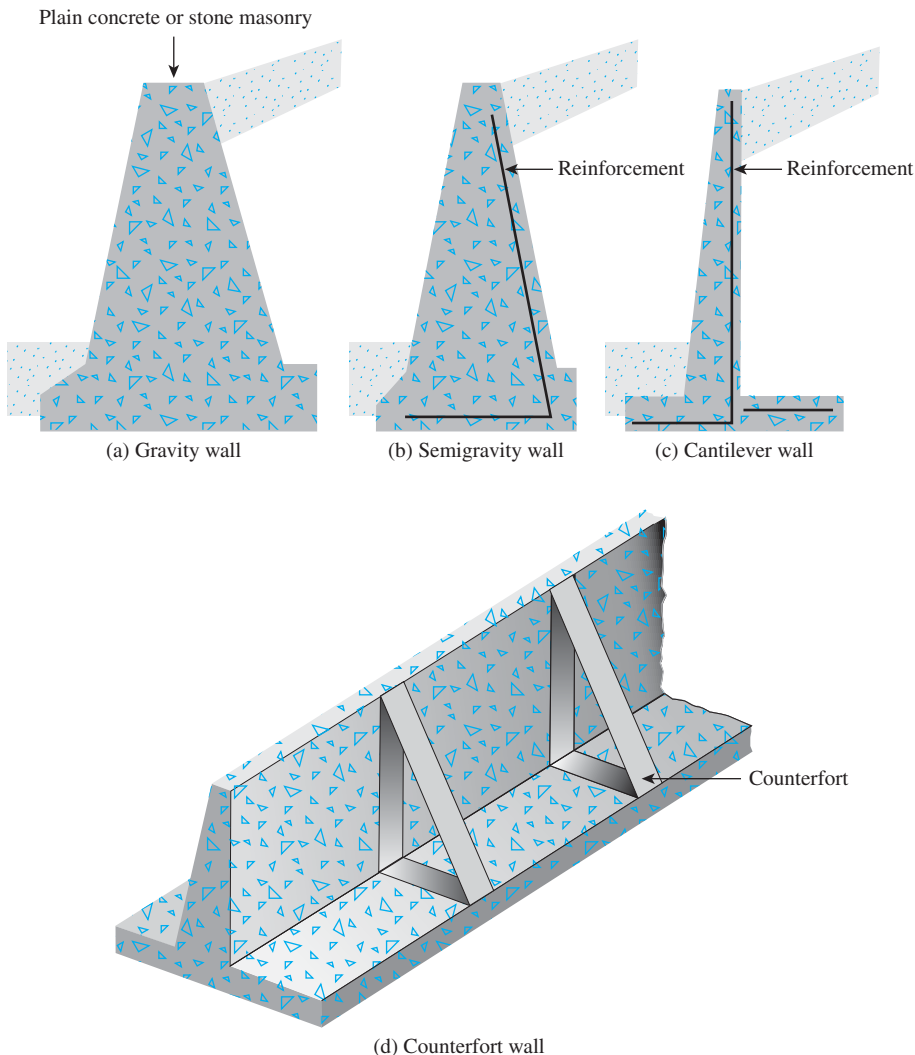 Plain concrete or stone masonry
Reinforcement
Reinforcement
(a) Gravity wall
(b) Semigravity wall
(c) Cantilever wall
Counterfort
(d) Counterfort wall